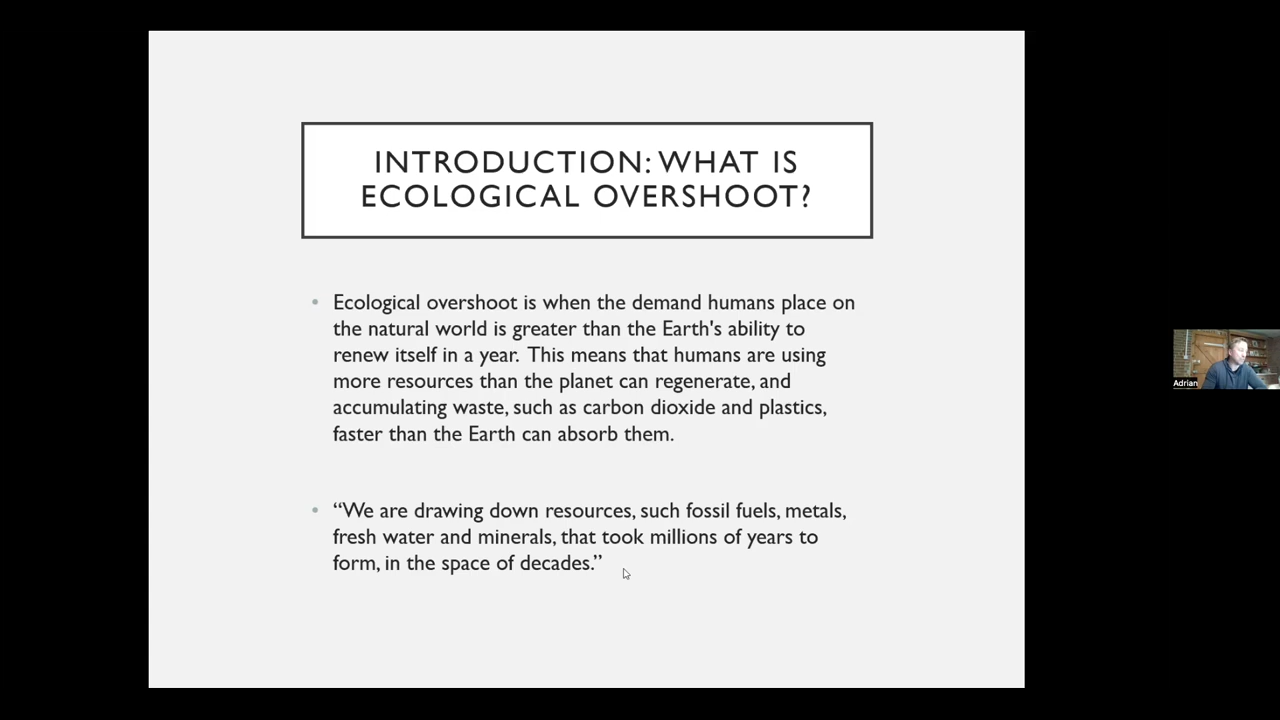 INTRODUCTION: WHAT IS
ECOLOGICAL OVERSHOOT?
• Ecological overshoot is when the demand humans place on
the natural world is greater than the Earth's ability to
renew itself in a year. This means that humans are using
more resources than the planet can regenerate, and
accumulating waste, such as carbon dioxide and plastics,
faster than the Earth can absorb them.
• “We are drawing down resources, such fossil fuels, metals,
fresh water and minerals, that took millions of years to
form, in the space of decades.”
Adrian